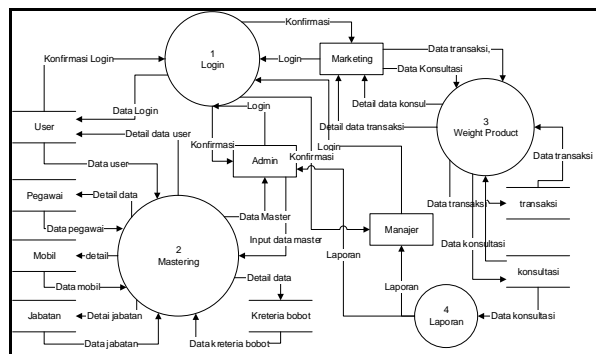 Konfirmasi
1
Login
Konfirmasi Login
Login
Marketing
Data transaksi,
Data Konsultasi
Data Login
Login
Detail data konsul
3
Weight Product
User
Detail data user
Konfirmasi
Detail data transaksi
Login
Konfirmasi
Data transaksi
Data user
Admin
Pegawai
Detail data
Data Master
Data transaks
transaksi
Data pegawai
Input data master
Manajer
Data konsultasi
Mobil
detail
2
Mastering
Laporan
Detail data
Laporan
konsultasi
Data mobil
Jabatan
Detai jabatan
Kreteria bobot
4
Laporan
Data konsultasi
Data jabatan
Data kreteria bobot